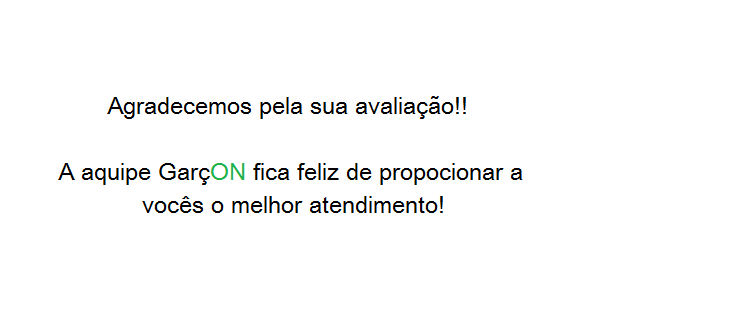 Agradecemos pela sua avaliação!!
A aquipe GarçON fica feliz de propocionar a
vocês o melhor atendimento!